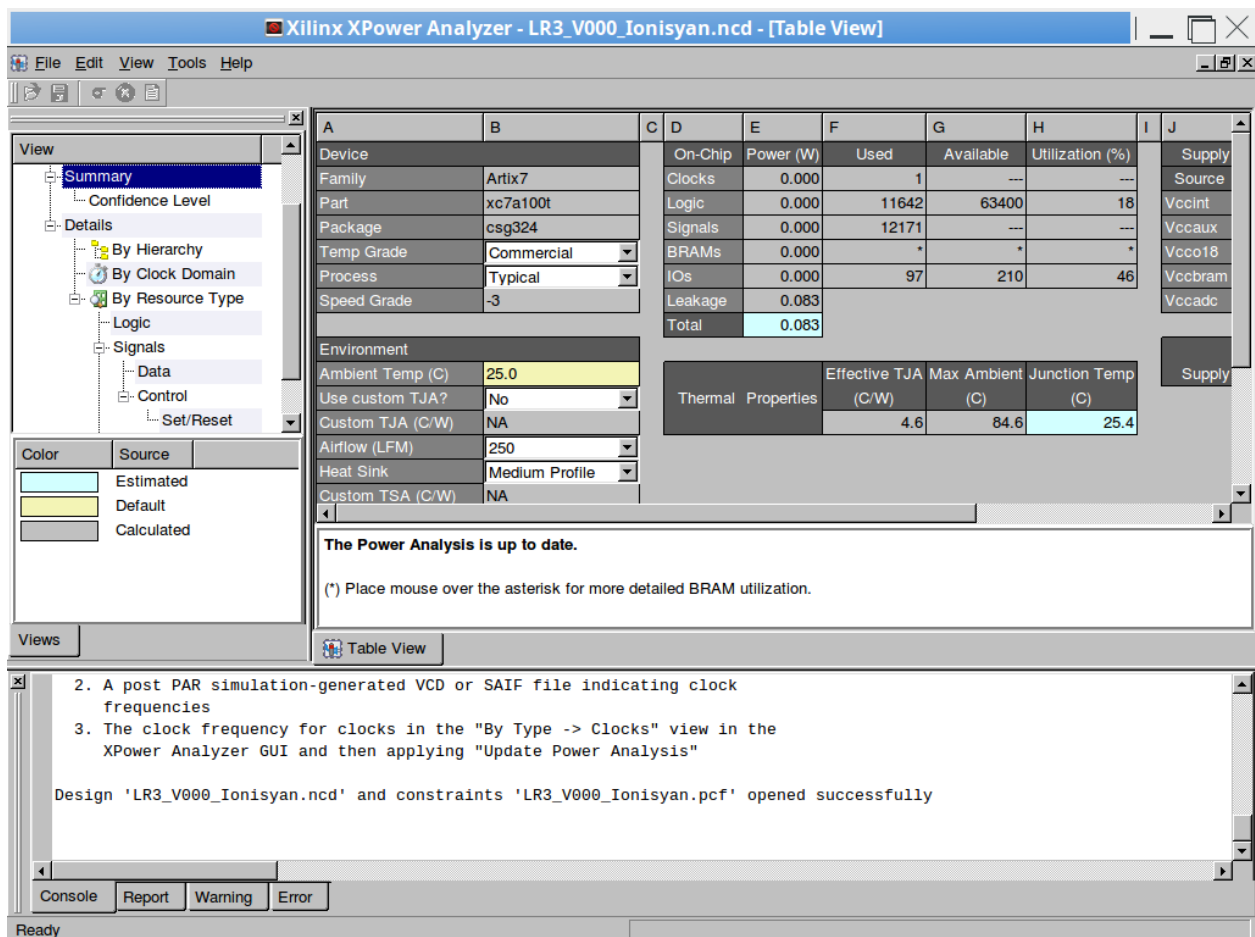 Xilinx XPower Analyzer - LR3_V000_Ionisyan.ncd - [Table View]
File Edit View Tools Help
View
Summary
Confidence Level
Details
By Hierarchy
By Clock Domain
By Resource Type
Logic
Signals
Data
Control
Set/Reset
Color Source
Estimated
Default
Calculated
Views
A B C D E F G H I J
Device On-Chip Power (W) Used Available Utilization (%) Supply
Family Artix7 Clocks 0.000 1 --- --- Source
Part xc7a100t Logic 0.000 11642 63400 18 Vccint
Package csg324 Signals 0.000 12171 --- --- Vccaux
Temp Grade Commercial BRAMs 0.000 * * * Vcco18
Process Typical IOs 0.000 97 210 46 Vccbram
Speed Grade -3 Leakage 0.083 Vccadc
Total 0.083
Environment
Ambient Temp (C) 25.0 Effective TJA Max Ambient Junction Temp Supply
Use custom TJA? No Thermal Properties (C/W) (C) (C)
Custom TJA (C/W) NA 4.6 84.6 25.4
Airflow (LFM) 250
Heat Sink Medium Profile
Custom TSA (C/W) NA
The Power Analysis is up to date.
(*) Place mouse over the asterisk for more detailed BRAM utilization.
Table View
2. A post PAR simulation-generated VCD or SAIF file indicating clock
frequencies
3. The clock frequency for clocks in the "By Type -> Clocks" view in the
XPower Analyzer GUI and then applying "Update Power Analysis"
Design 'LR3_V000_Ionisyan.ncd' and constraints 'LR3_V000_Ionisyan.pcf' opened successfully
Console Report Warning Error
Ready